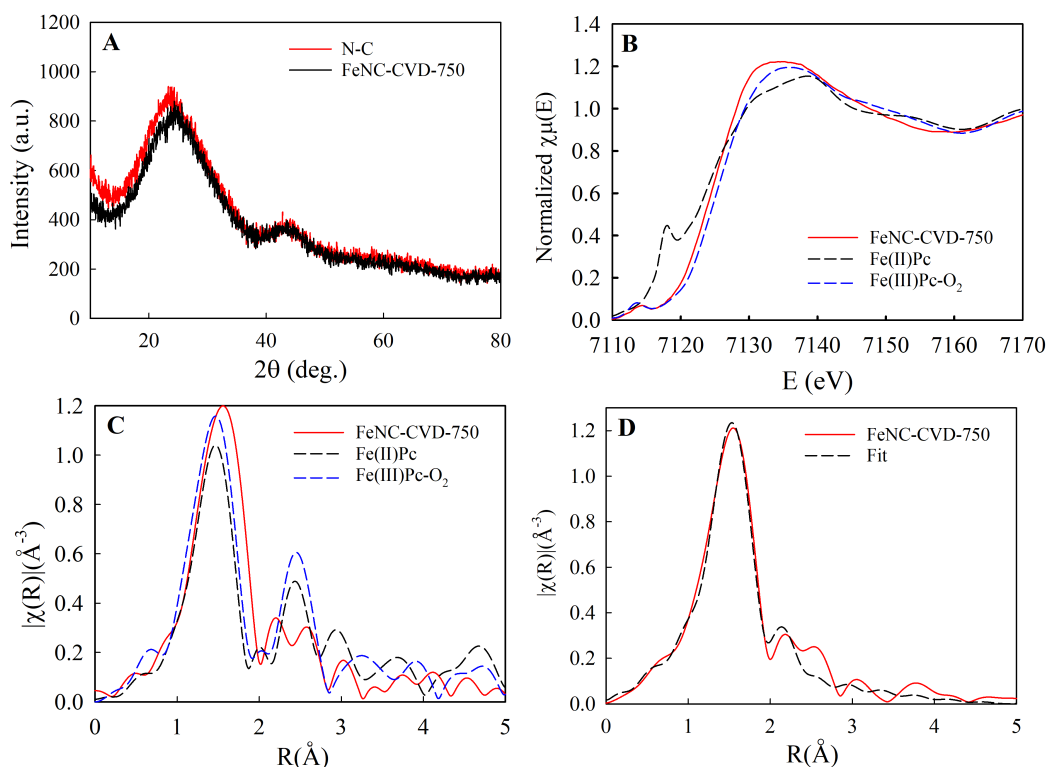 A
N-C
FeNC-CVD-750
Intensity (a.u.)
1200
1000
800
600
400
200
0
20
40
60
80
2θ (deg.)
B
Normalized χμ(E)
1.4
1.2
1.0
0.8
0.6
0.4
0.2
0.0
FeNC-CVD-750
Fe(II)Pc
Fe(III)Pc-O₂
7110 7120 7130 7140 7150 7160 7170
E (eV)
C
FeNC-CVD-750
Fe(II)Pc
Fe(III)Pc-O₂
|χ(R)|(Å⁻³)
1.2
1.0
0.8
0.6
0.4
0.2
0.0
0 1 2 3 4 5
R(Å)
D
FeNC-CVD-750
Fit
|χ(R)|(Å⁻³)
1.2
1.0
0.8
0.6
0.4
0.2
0.0
0 1 2 3 4 5
R(Å)